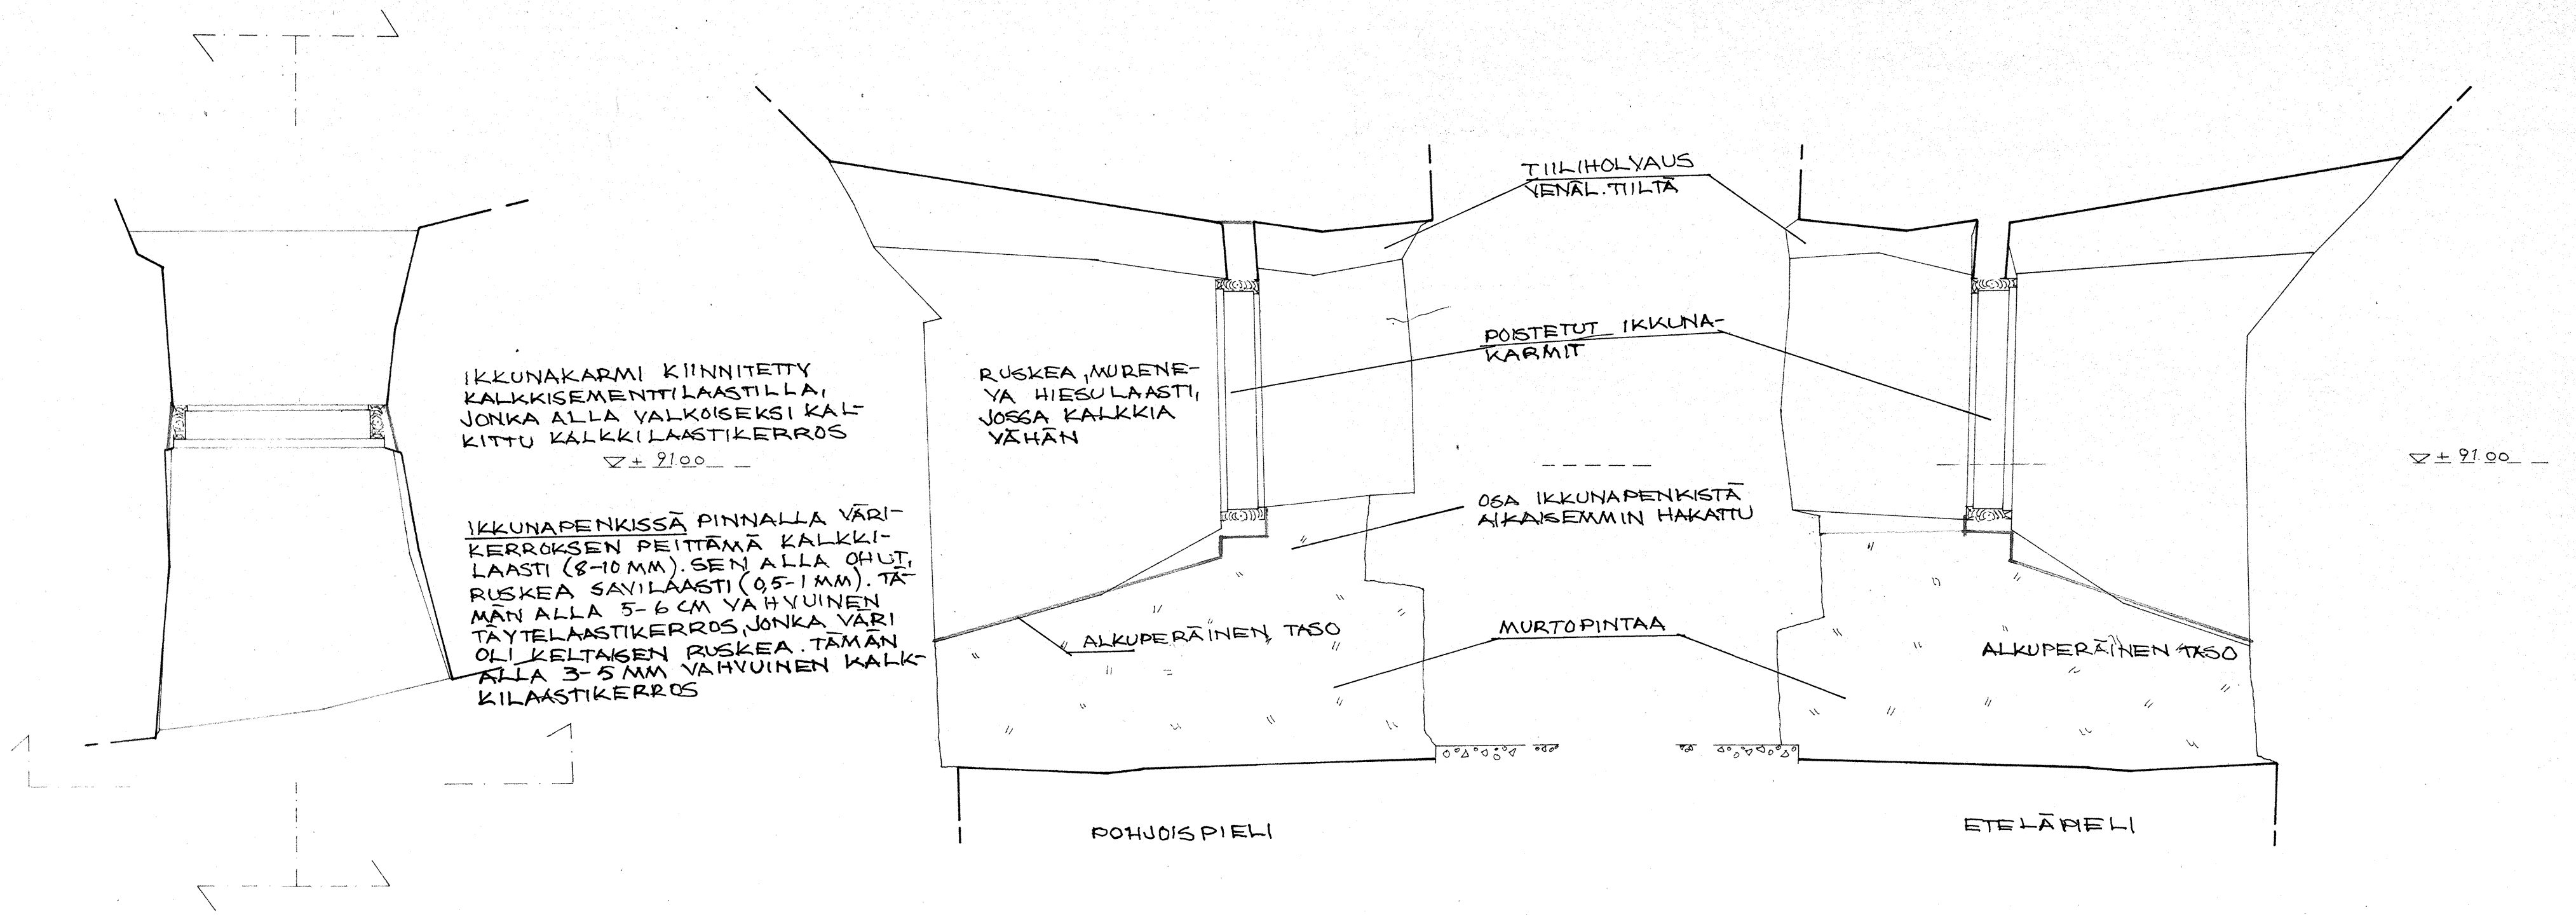 IKKUNAKARMI KIINNITETTY
KALKKISEMENTTILAASTILLA,
JONKA ALLA VALKOISEKSI KAL-
KITTU KALKKILAASTIKERROS
+ 91.00
IKKUNAPENKISSÄ PINNALLA VÄRI-
KERROKSEN PEITTÄMÄ KALKKI-
LAASTI (8-10 MM). SEN ALLA OHUT,
RUSKEA SAVILAASTI (0,5-1 MM). TÄ-
MÄN ALLA 5-6 CM VAHVUINEN
TÄYTELAASTIKERROS, JONKA VÄRI
OLI KELTAISEN RUSKEA. TÄMÄN
ALLA 3-5 MM VAHVUINEN KALK-
KILAASTIKERROS
RUSKEA, MURENE-
VA HIESULAASTI,
JOSSA KALKKIA
VÄHÄN
ALKUPERÄINEN TASO
POHJOISPIELI
TIILIHOLVAUS
VENÄL. TIILTÄ
POISTETUT IKKUNA-
KARMIT
OSA IKKUNAPENKISTÄ
AIKAISEMMIN HAKATTU
MURTOPINTAA
ALKUPERÄINEN TASO
ETELÄPIELI
+ 91.00